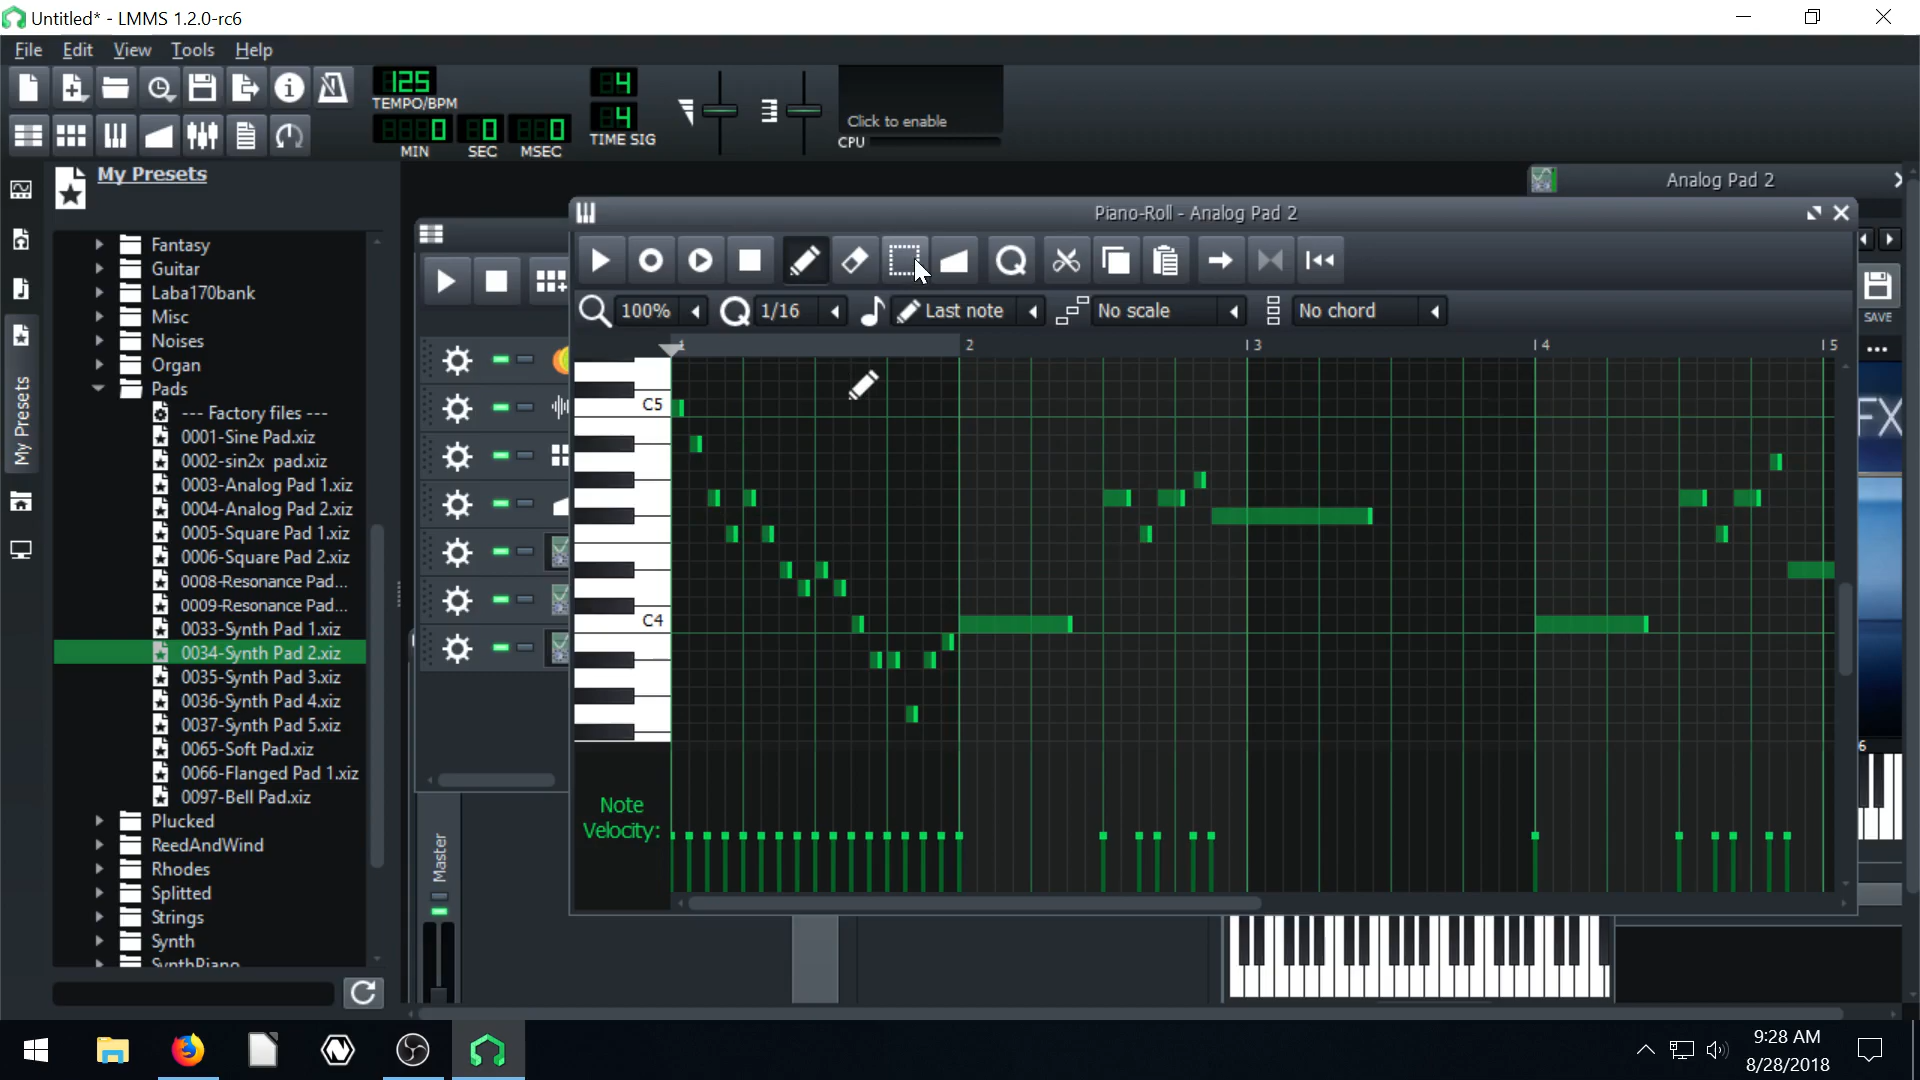 Untitled* - LMMS 1.2.0-rc6
File Edit View Tools Help
125
TEMPO/BPM
0 0 0
MIN SEC MSEC
4
4
TIME SIG
Click to enable
CPU
My Presets
My Presets
Fantasy
Guitar
Laba170bank
Misc
Noises
Organ
Pads
--- Factory files ---
0001-Sine Pad.xiz
0002-sin2x pad.xiz
0003-Analog Pad 1.xiz
0004-Analog Pad 2.xiz
0005-Square Pad 1.xiz
0006-Square Pad 2.xiz
0008-Resonance Pad...
0009-Resonance Pad...
0033-Synth Pad 1.xiz
0034-Synth Pad 2.xiz
0035-Synth Pad 3.xiz
0036-Synth Pad 4.xiz
0037-Synth Pad 5.xiz
0065-Soft Pad.xiz
0066-Flanged Pad 1.xiz
0097-Bell Pad.xiz
Plucked
ReedAndWind
Rhodes
Splitted
Strings
Synth
SynthPiano
Analog Pad 2
Piano-Roll - Analog Pad 2
100% 1/16 Last note No scale No chord
1 2 3 4 5
C5
C4
Note
Velocity:
SAVE
FX
6
Master
9:28 AM
8/28/2018